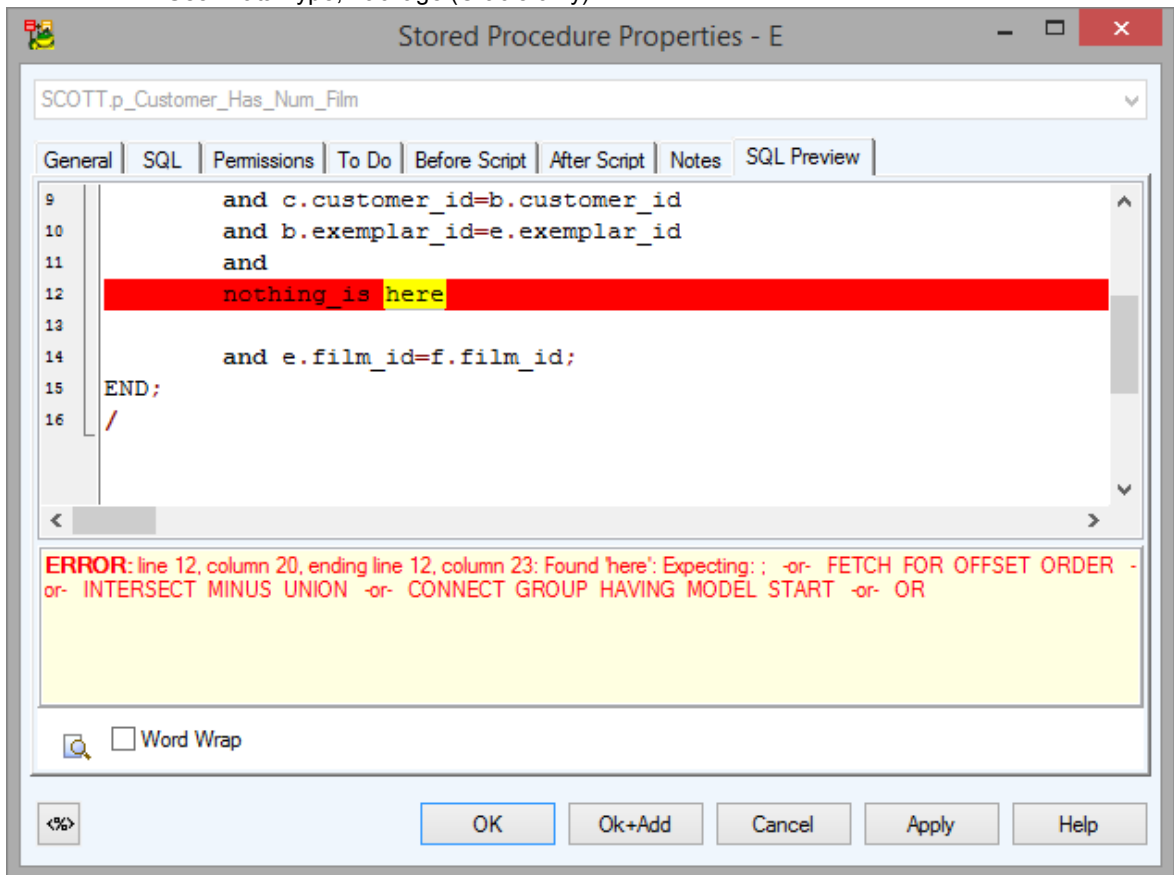 Stored Procedure Properties - E
SCOTT.p_Customer_Has_Num_Film
General SQL Permissions To Do Before Script After Script Notes SQL Preview
9 and c.customer_id=b.customer_id
10 and b.exemplar_id=e.exemplar_id
11 and
12 nothing_is here
13
14 and e.film_id=f.film_id;
15 END;
16 /
ERROR: line 12, column 20, ending line 12, column 23: Found 'here': Expecting: ; -or- FETCH FOR OFFSET ORDER -
or- INTERSECT MINUS UNION -or- CONNECT GROUP HAVING MODEL START -or- OR
Word Wrap
<%> OK Ok+Add Cancel Apply Help